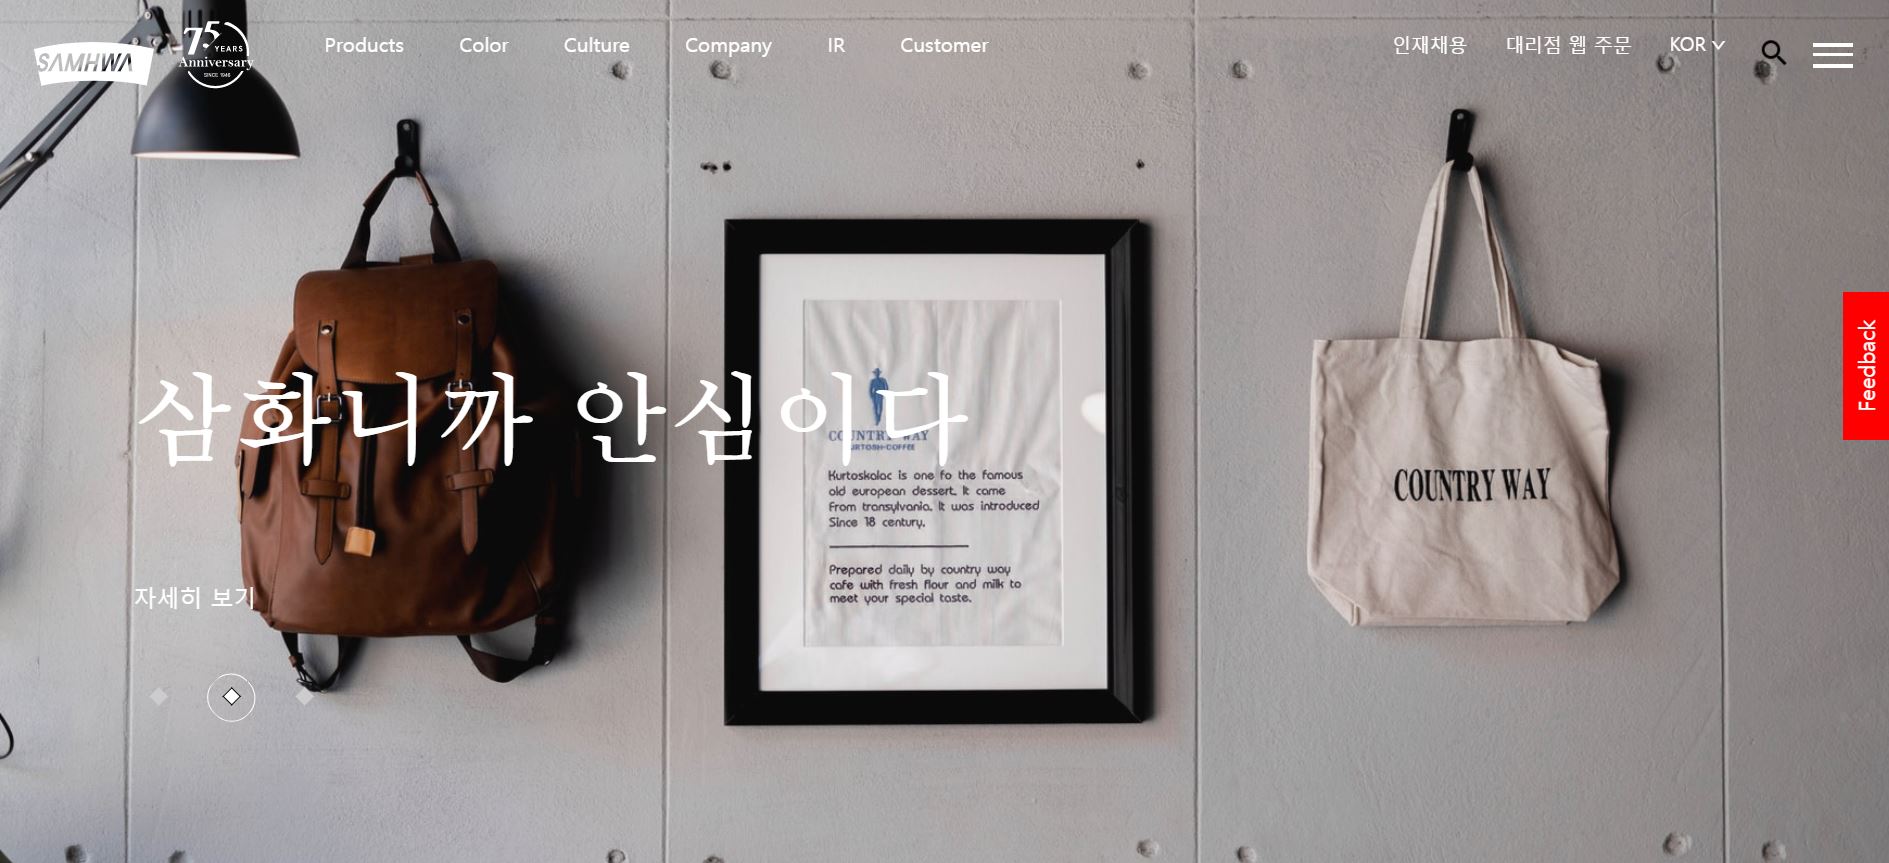 SAMHWA
75 YEARS
Anniversary
SINCE 1946
Products Color Culture Company IR Customer
인재채용 대리점 웹 주문 KOR
Feedback
삼화니까 안심이다
COUNTRY WAY
KURTOSH-COFFEE
Kurtoskalac is one fo the famous
old european dessert. It came
From transylvania. It was introduced
Since 18 century.
Prepared daily by country way
cafe with fresh flour and milk to
meet your special taste.
COUNTRY WAY
자세히 보기